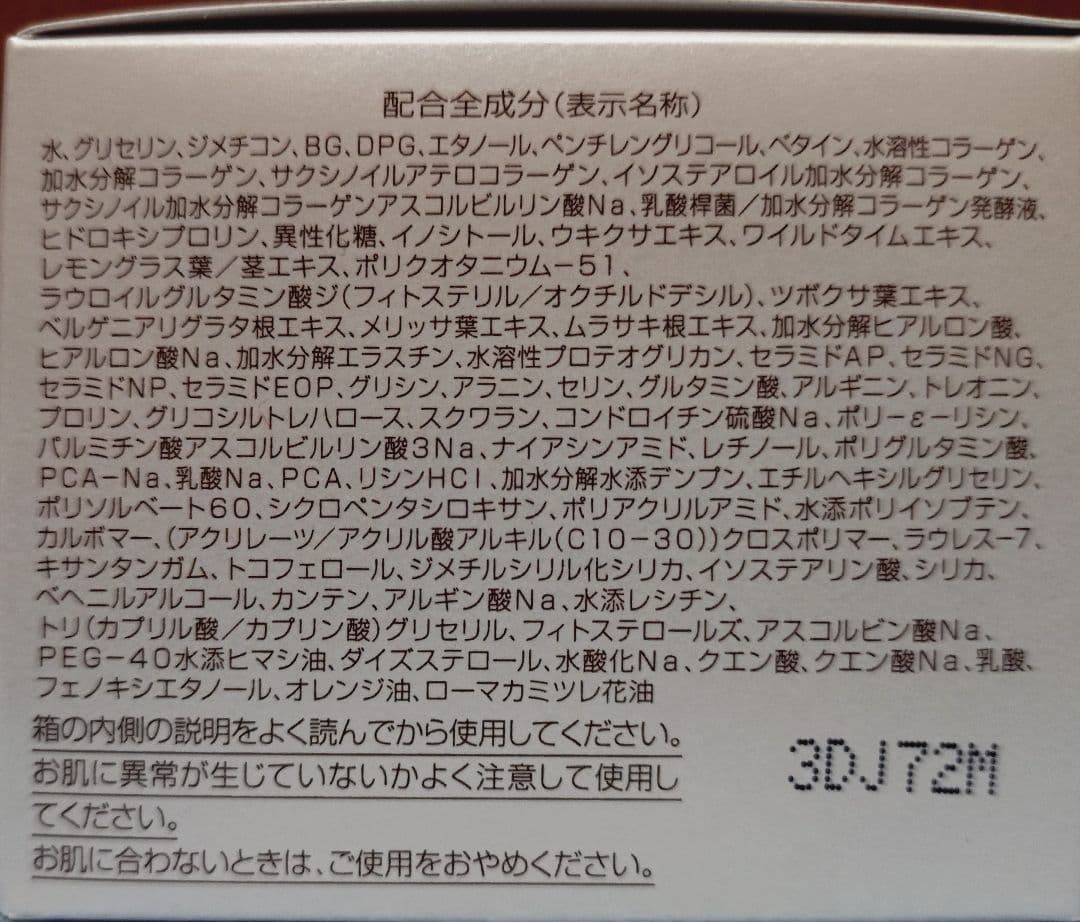 配合全成分(表示名称)
水、グリセリン、ジメチコン、BG、DPG、エタノール、ペンチレングリコール、ベタイン、水溶性コラーゲン、
加水分解コラーゲン、サクシノイルアテロコラーゲン、イソステアロイル加水分解コラーゲン、
サクシノイル加水分解コラーゲンアスコルビルリン酸Na、乳酸桿菌/加水分解コラーゲン発酵液、
ヒドロキシプロリン、異性化糖、イノシトール、ウキクサエキス、ワイルドタイムエキス、
レモングラス葉/茎エキス、ポリクオタニウム-51、
ラウロイルグルタミン酸ジ(フィトステリル/オクチルドデシル)、ツボクサ葉エキス、
ベルゲニアリグラタ根エキス、メリッサ葉エキス、ムラサキ根エキス、加水分解ヒアルロン酸、
ヒアルロン酸Na、加水分解エラスチン、水溶性プロテオグリカン、セラミドAP、セラミドNG、
セラミドNP、セラミドEOP、グリシン、アラニン、セリン、グルタミン酸、アルギニン、トレオニン、
プロリン、グリコシルトレハロース、スクワラン、コンドロイチン硫酸Na、ポリ-ε-リシン、
パルミチン酸アスコルビルリン酸3Na、ナイアシンアミド、レチノール、ポリグルタミン酸、
PCA-Na、乳酸Na、PCA、リシンHCl、加水分解水添デンプン、エチルヘキシルグリセリン、
ポリソルベート60、シクロペンタシロキサン、ポリアクリルアミド、水添ポリイソブテン、
カルボマー、(アクリレーツ/アクリル酸アルキル(C10-30))クロスポリマー、ラウレス-7、
キサンタンガム、トコフェロール、ジメチルシリル化シリカ、イソステアリン酸、シリカ、
ベヘニルアルコール、カンテン、アルギン酸Na、水添レシチン、
トリ(カプリル酸/カプリン酸)グリセリル、フィトステロールズ、アスコルビン酸Na、
PEG-40水添ヒマシ油、ダイズステロール、水酸化Na、クエン酸、クエン酸Na、乳酸、
フェノキシエタノール、オレンジ油、ローマカミツレ花油
箱の内側の説明をよく読んでから使用してください。
お肌に異常が生じていないかよく注意して使用し
てください。
お肌に合わないときは、ご使用をおやめください。
3DJ72M